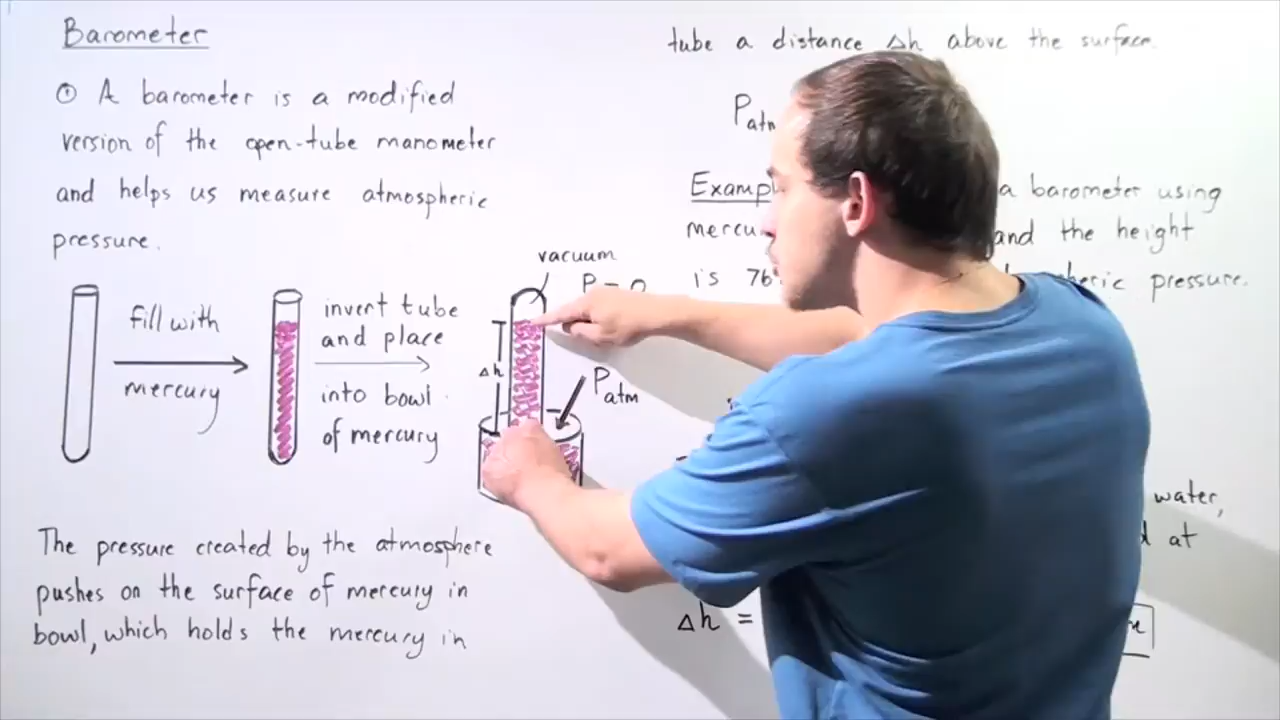 Barometer
① A barometer is a modified
version of the open-tube manometer
and helps us measure atmospheric
pressure.
fill with
mercury
invert tube
and place
into bowl
of mercury
vacuum
P = 0
Δh
Patm
The pressure created by the atmosphere
pushes on the surface of mercury in
bowl, which holds the mercury in
tube a distance Δh above the surface.
Patm
a barometer using
and the height
is 76 pressure.
water,
at
Δh =